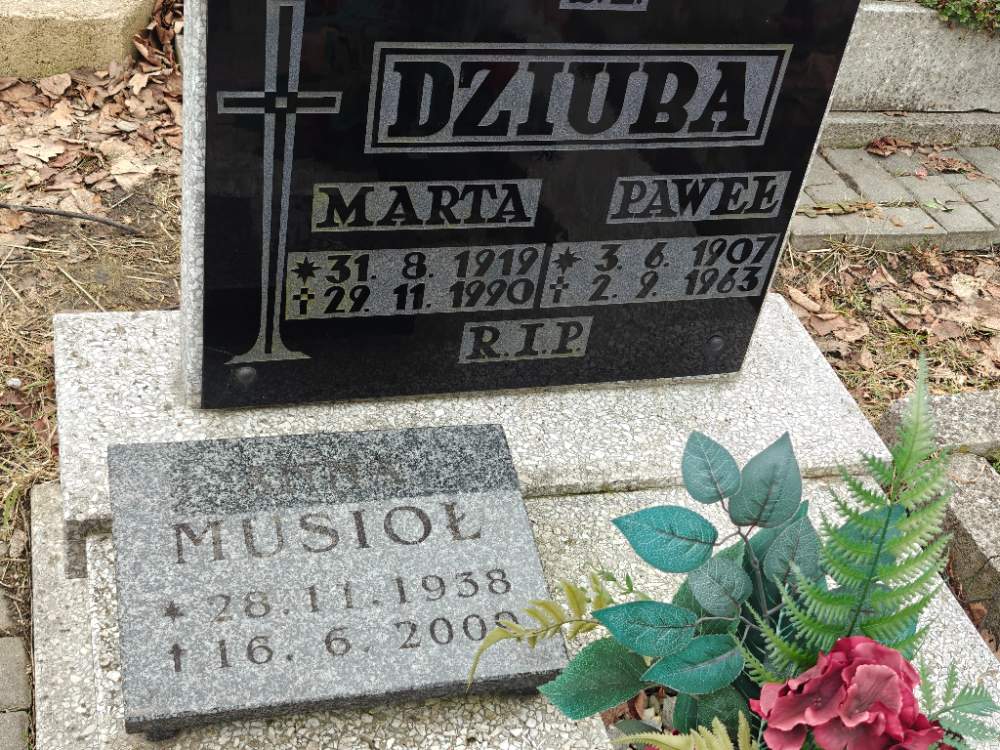 DZIUBA
MARTA PAWEŁ
* 31. 8. 1919 * 3. 6. 1907
† 29. 11. 1990 † 2. 9. 1963
R.I.P.
MUSIOŁ
* 28.11.1938
† 16. 6.